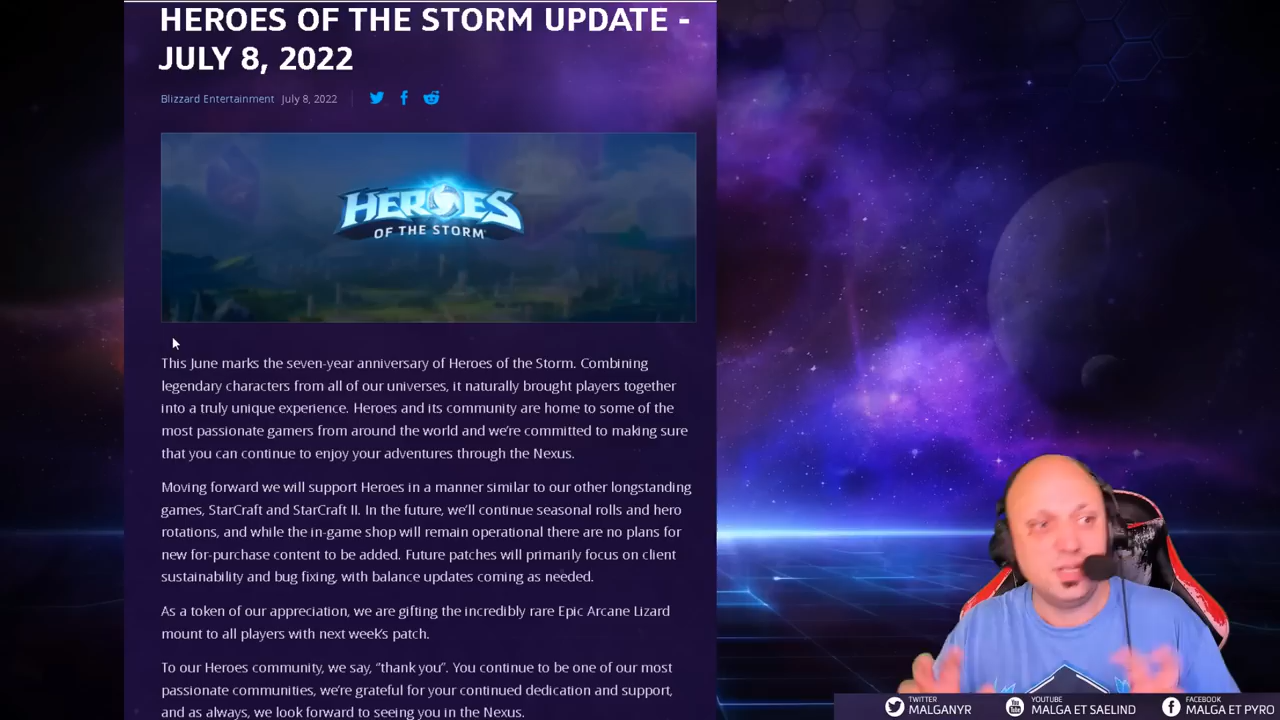 HEROES OF THE STORM UPDATE -
JULY 8, 2022
Blizzard Entertainment July 8, 2022
HEROES
OF THE STORM
This June marks the seven-year anniversary of Heroes of the Storm. Combining
legendary characters from all of our universes, it naturally brought players together
into a truly unique experience. Heroes and its community are home to some of the
most passionate gamers from around the world and we're committed to making sure
that you can continue to enjoy your adventures through the Nexus.
Moving forward we will support Heroes in a manner similar to our other longstanding
games, StarCraft and StarCraft II. In the future, we'll continue seasonal rolls and hero
rotations, and while the in-game shop will remain operational there are no plans for
new for-purchase content to be added. Future patches will primarily focus on client
sustainability and bug fixing, with balance updates coming as needed.
As a token of our appreciation, we are gifting the incredibly rare Epic Arcane Lizard
mount to all players with next week's patch.
To our Heroes community, we say, "thank you". You continue to be one of our most
passionate communities, we're grateful for your continued dedication and support,
and as always, we look forward to seeing you in the Nexus.
TWITTER
MALGANYR
YOUTUBE
MALGA ET SAELIND
FACEBOOK
MALGA ET PYRO